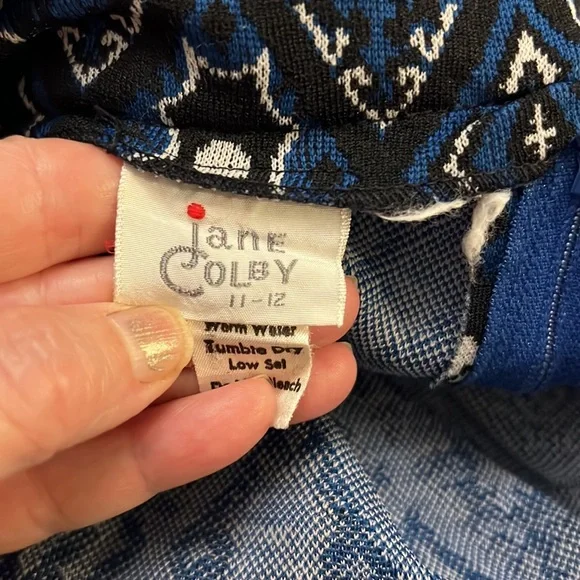 jane
COLBY
11-12
Warm Water
Tumble Dry
Low Set